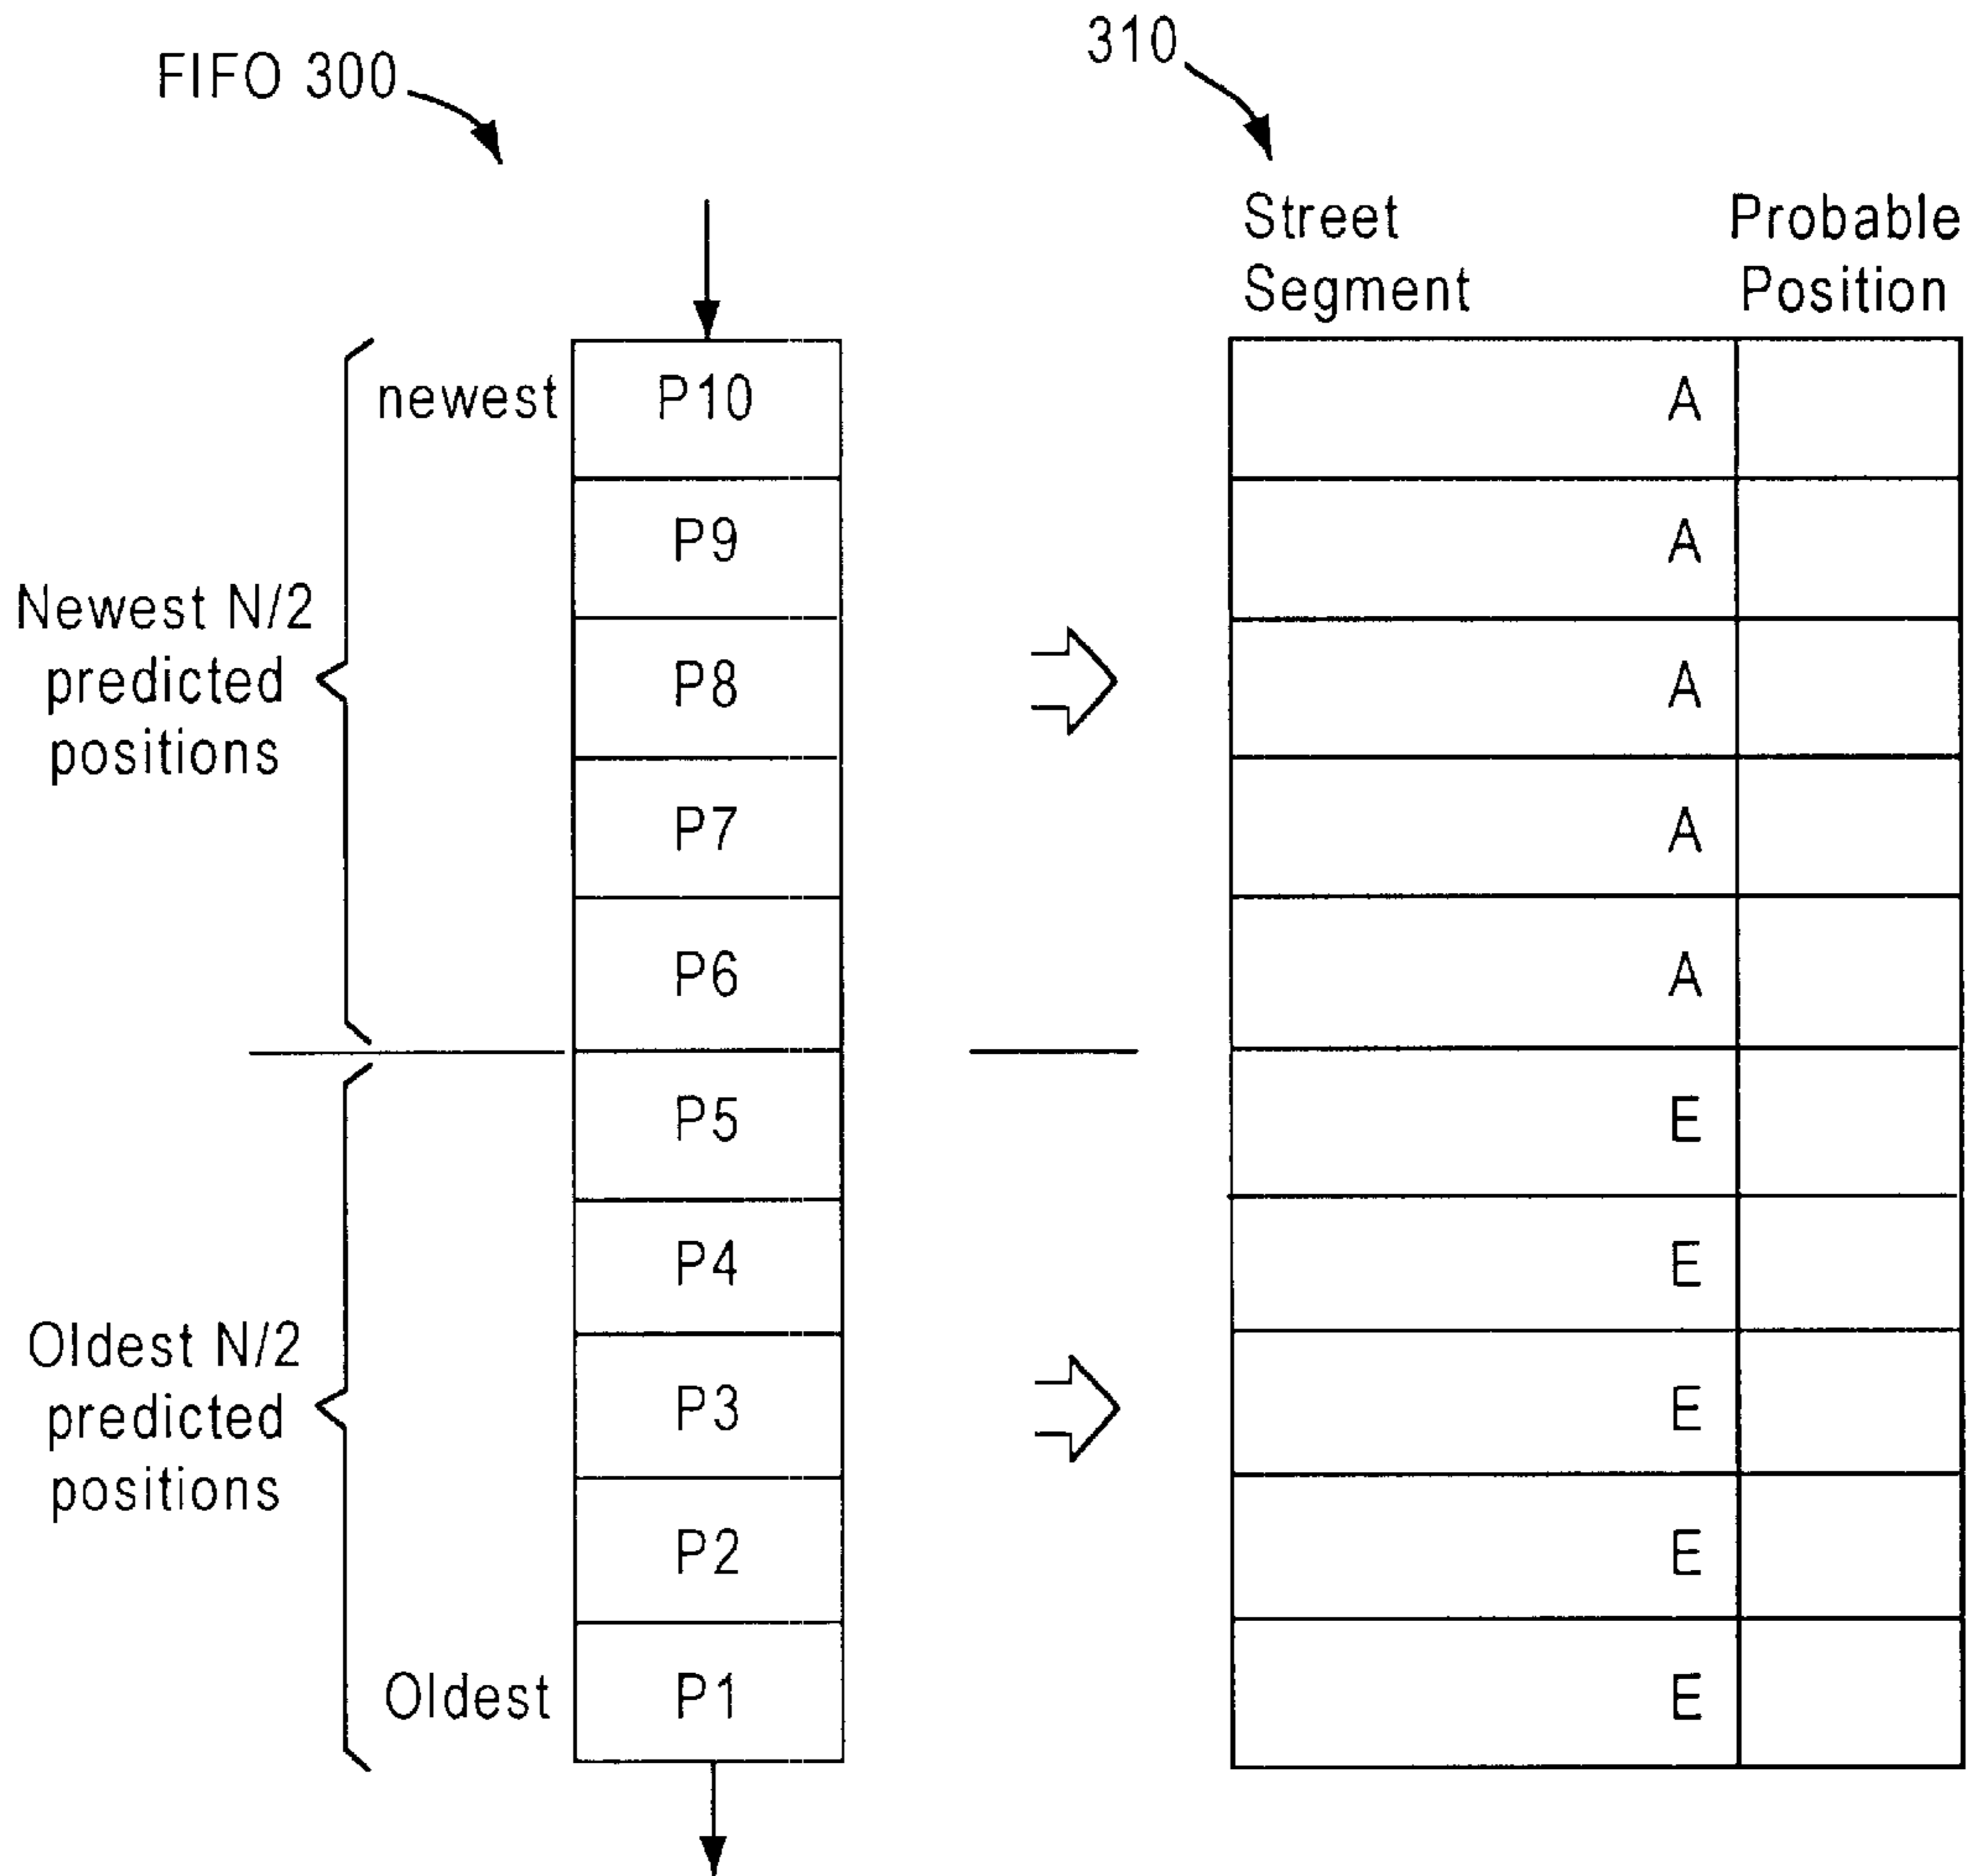 FIFO 300
310
Street
Segment
Probable
Position
newest
P10
A
P9
A
Newest N/2
predicted
positions
P8
A
P7
A
P6
A
P5
E
P4
E
Oldest N/2
predicted
positions
P3
E
P2
E
Oldest
P1
E